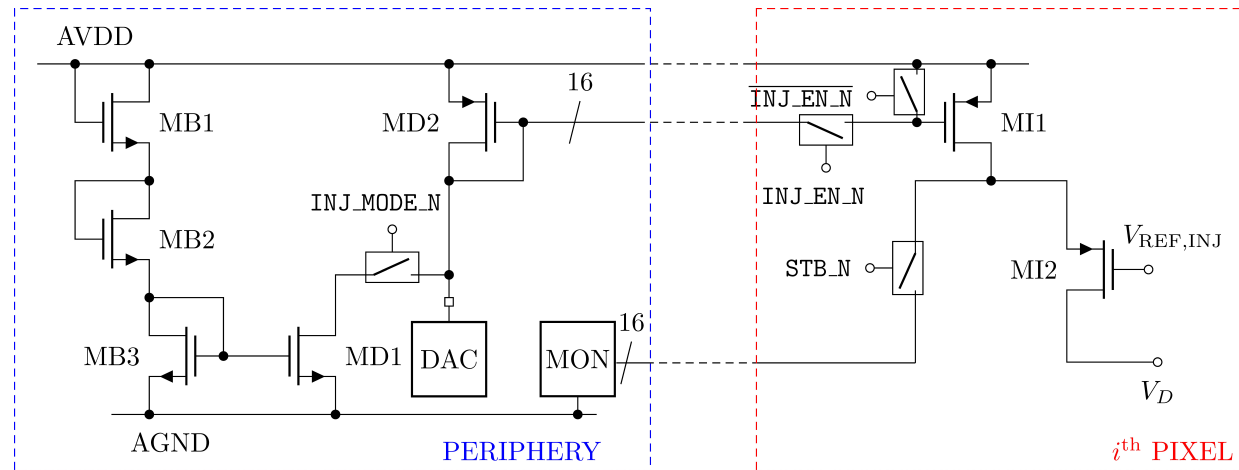 AVDD
16
INJ_EN_N
MB1
MD2
MI1
INJ_MODE_N
INJ_EN_N
MB2
V_REF,INJ
STB_N
MI2
16
MB3
MD1
DAC
MON
V_D
AGND
PERIPHERY
i^th PIXEL